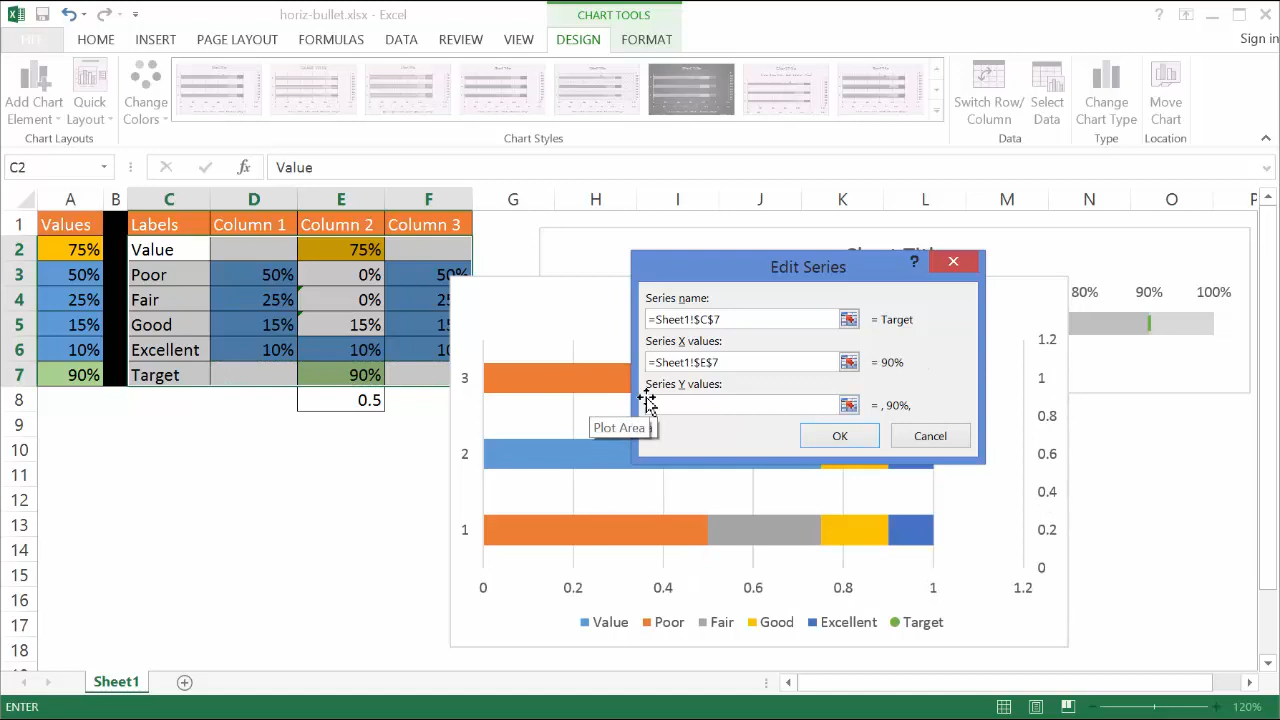 horiz-bullet.xlsx - Excel
CHART TOOLS
?
Sign in
FILE HOME INSERT PAGE LAYOUT FORMULAS DATA REVIEW VIEW DESIGN FORMAT
Add Chart Element
Quick Layout
Change Colors
Switch Row/ Column
Select Data
Change Chart Type
Move Chart
Chart Layouts
Chart Styles
Data
Type
Location
C2
fx
Value
A B C D E F G H I J K L M N O P
1 Values Labels Column 1 Column 2 Column 3
2 75% Value 75%
3 50% Poor 50% 0% 50%
4 25% Fair 25% 0%
5 15% Good 15% 15%
6 10% Excellent 10% 10%
7 90% Target 90%
8 0.5
9
10
11
12
13
14
15
16
17
18
80% 90% 100%
Edit Series
?
Series name:
=Sheet1!$C$7 = Target
Series X values:
=Sheet1!$E$7 = 90%
Series Y values:
= , 90%,
OK Cancel
Plot Area
3
2
1
0 0.2 0.4 0.6 0.8 1 1.2
1.2
1
0.8
0.6
0.4
0.2
0
Value Poor Fair Good Excellent Target
Sheet1
ENTER
120%